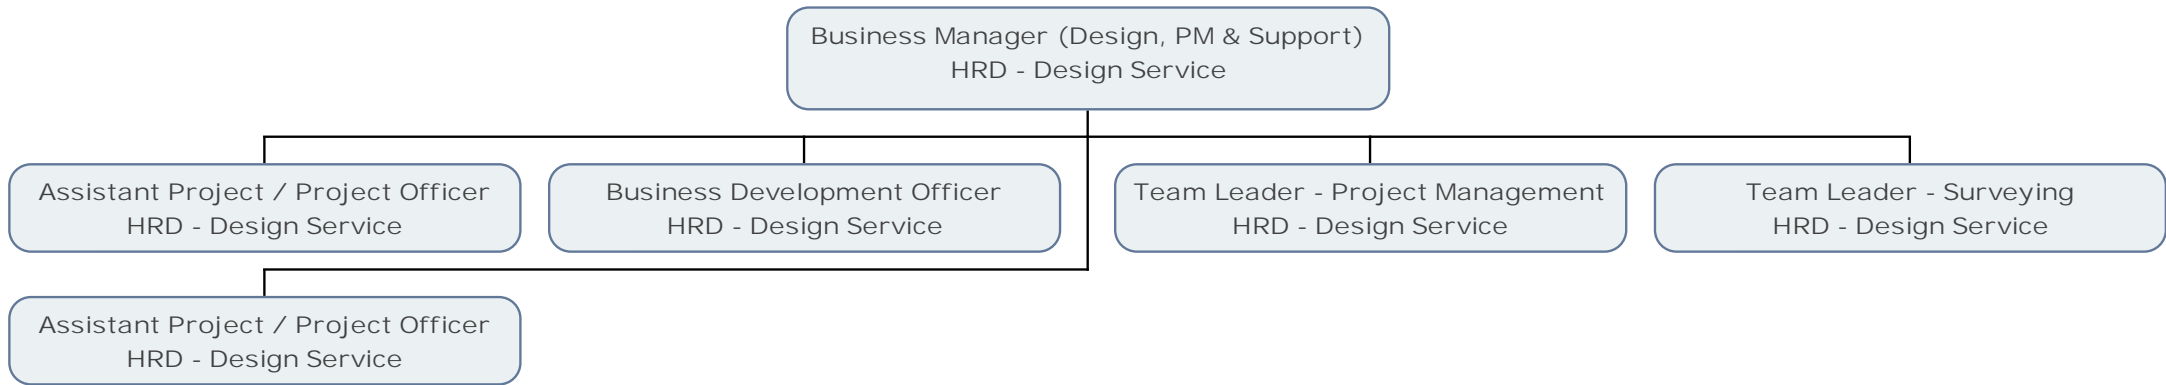 Business Manager (Design, PM & Support)
HRD - Design Service
Assistant Project / Project Officer
HRD - Design Service
Business Development Officer
HRD - Design Service
Team Leader - Project Management
HRD - Design Service
Team Leader - Surveying
HRD - Design Service
Assistant Project / Project Officer
HRD - Design Service